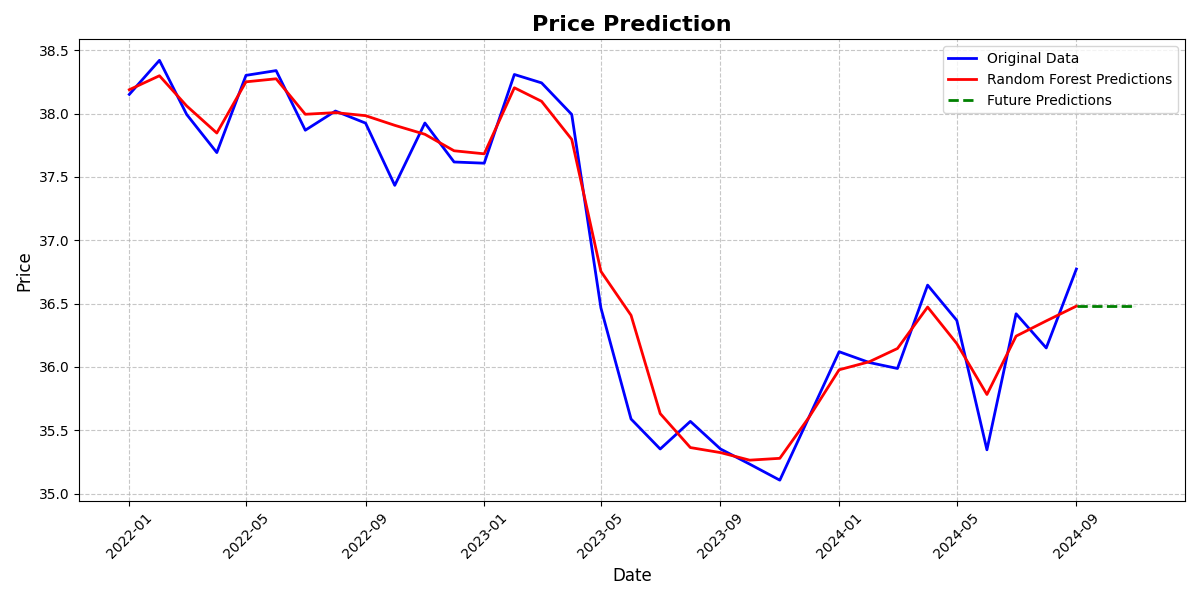 Price Prediction
Original Data
Random Forest Predictions
Future Predictions
Price
38.5
38.0
37.5
37.0
36.5
36.0
35.5
35.0
2022-01
2022-05
2022-09
2023-01
2023-05
2023-09
2024-01
2024-05
2024-09
Date